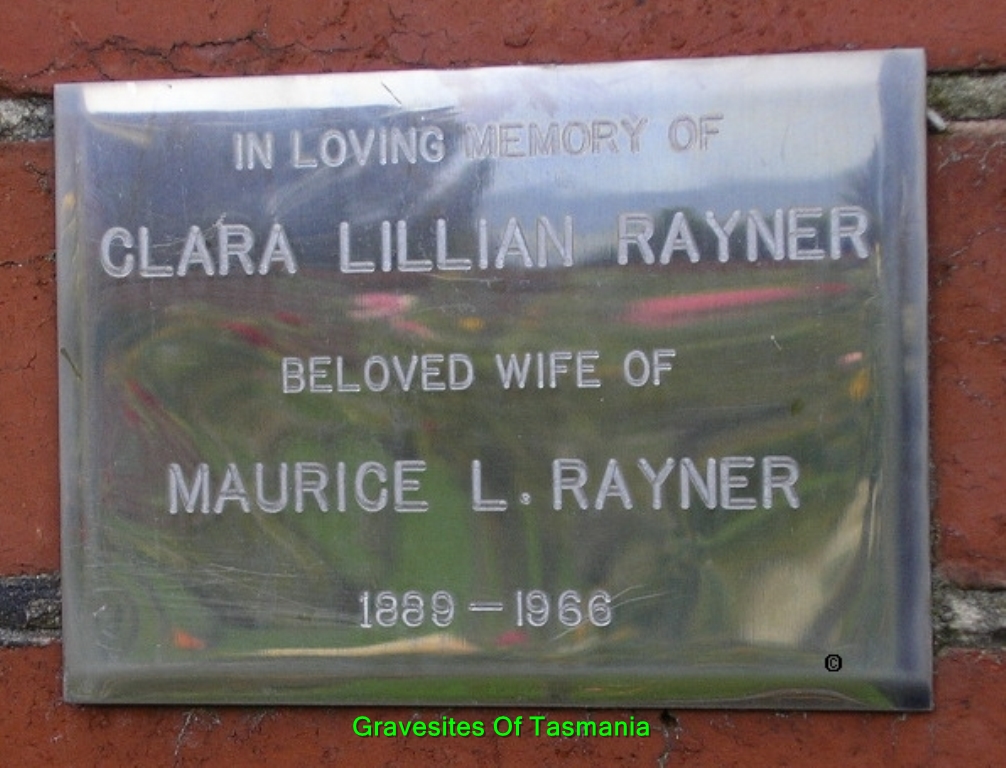 IN LOVING MEMORY OF
CLARA LILLIAN RAYNER
BELOVED WIFE OF
MAURICE L. RAYNER
1889 — 1966
©
Gravesites Of Tasmania